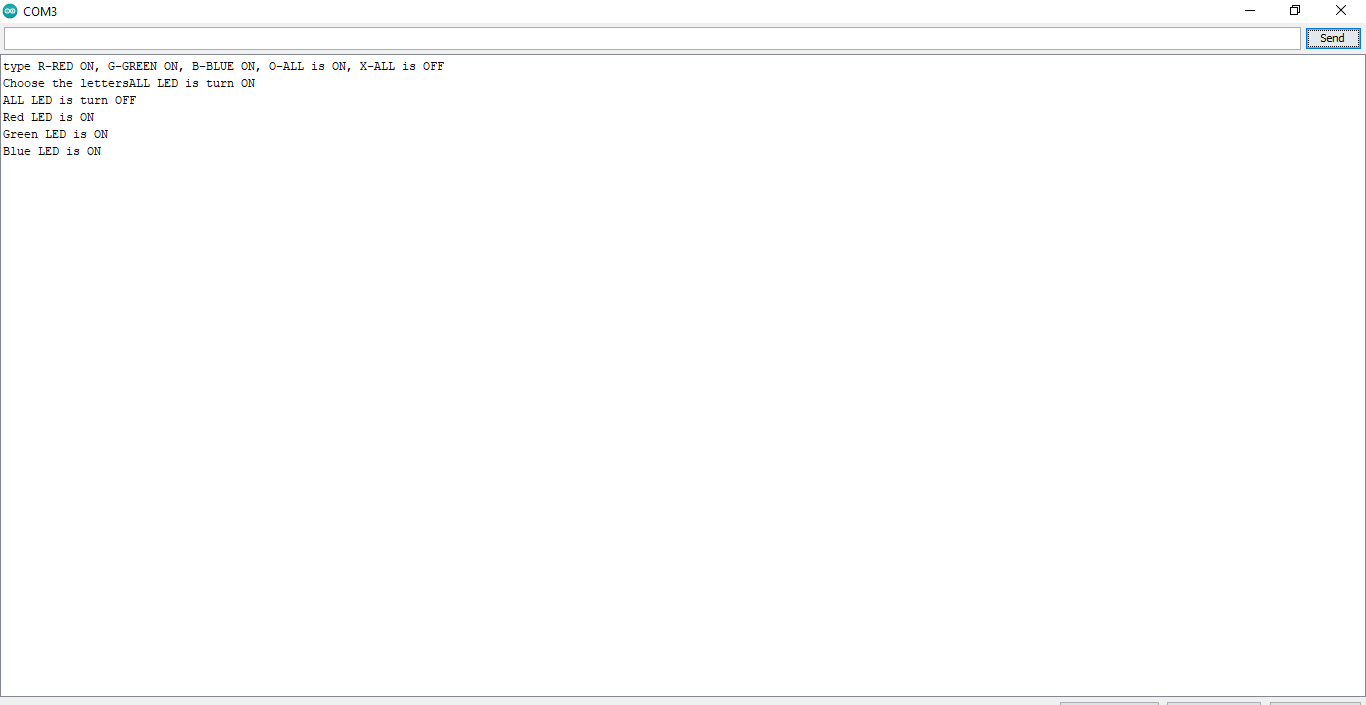 COM3
Send
type R-RED ON, G-GREEN ON, B-BLUE ON, O-ALL is ON, X-ALL is OFF
Choose the lettersALL LED is turn ON
ALL LED is turn OFF
Red LED is ON
Green LED is ON
Blue LED is ON